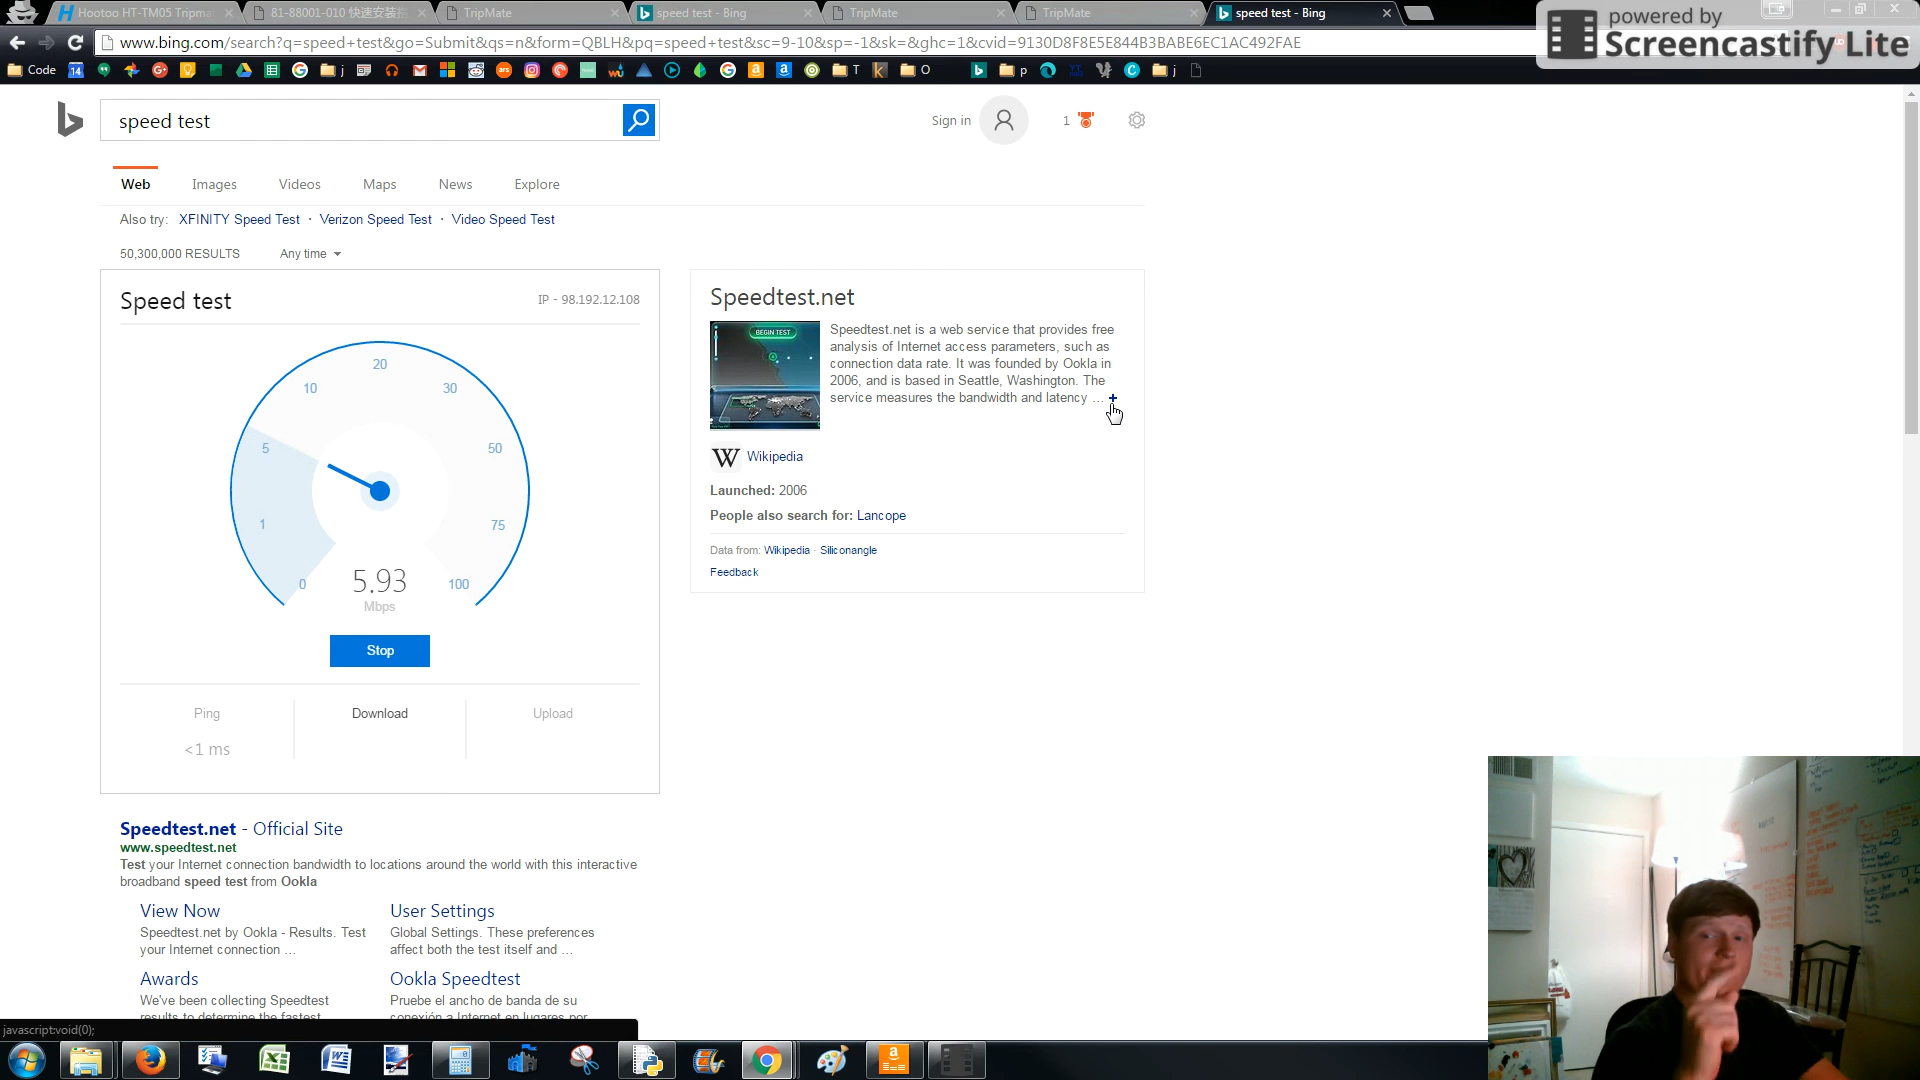 Hootoo HT-TM05 Tripma
81-88001-010 快速安装
TripMate
speed test - Bing
TripMate
TripMate
speed test - Bing
powered by
Screencastify Lite
www.bing.com/search?q=speed+test&go=Submit&qs=n&form=QBLH&pq=speed+test&sc=9-10&sp=-1&sk=&ghc=1&cvid=9130D8F8E5E844B3BABE6EC1AC492FAE
Code
14
j
T
O
p
j
speed test
Sign in
1
Web
Images
Videos
Maps
News
Explore
Also try: XFINITY Speed Test · Verizon Speed Test · Video Speed Test
50,300,000 RESULTS
Any time
Speed test
IP - 98.192.12.108
20
10
30
5
50
1
75
0
100
5.93
Mbps
Stop
Ping
Download
Upload
<1 ms
Speedtest.net
BEGIN TEST
Speedtest.net is a web service that provides free
analysis of Internet access parameters, such as
connection data rate. It was founded by Ookla in
2006, and is based in Seattle, Washington. The
service measures the bandwidth and latency ... +
W Wikipedia
Launched: 2006
People also search for: Lancope
Data from: Wikipedia · Siliconangle
Feedback
Speedtest.net - Official Site
www.speedtest.net
Test your Internet connection bandwidth to locations around the world with this interactive
broadband speed test from Ookla
View Now
Speedtest.net by Ookla - Results. Test
your Internet connection ...
User Settings
Global Settings. These preferences
affect both the test itself and ...
Awards
We've been collecting Speedtest
results to determine the fastest
Ookla Speedtest
Pruebe el ancho de banda de su
conexión a Internet en lugares por
javascript:void(0);